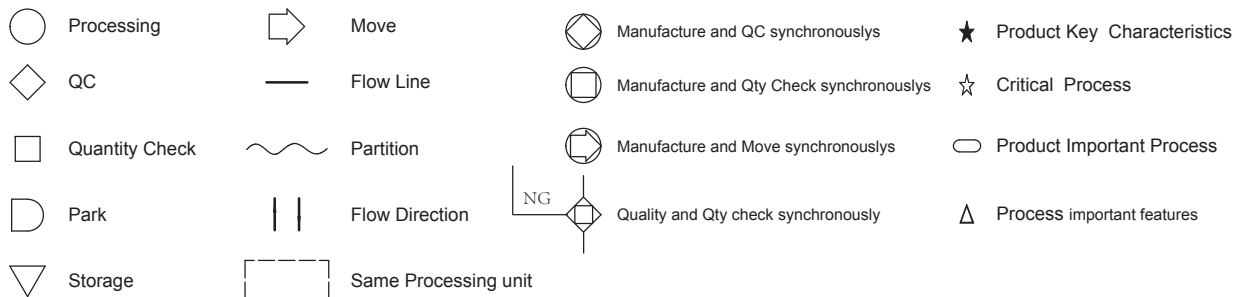 Processing
Move
Manufacture and QC synchronouslys
Product Key Characteristics
QC
Flow Line
Manufacture and Qty Check synchronouslys
Critical Process
Quantity Check
Partition
Manufacture and Move synchronouslys
Product Important Process
Park
Flow Direction
NG
Quality and Qty check synchronously
Process important features
Storage
Same Processing unit